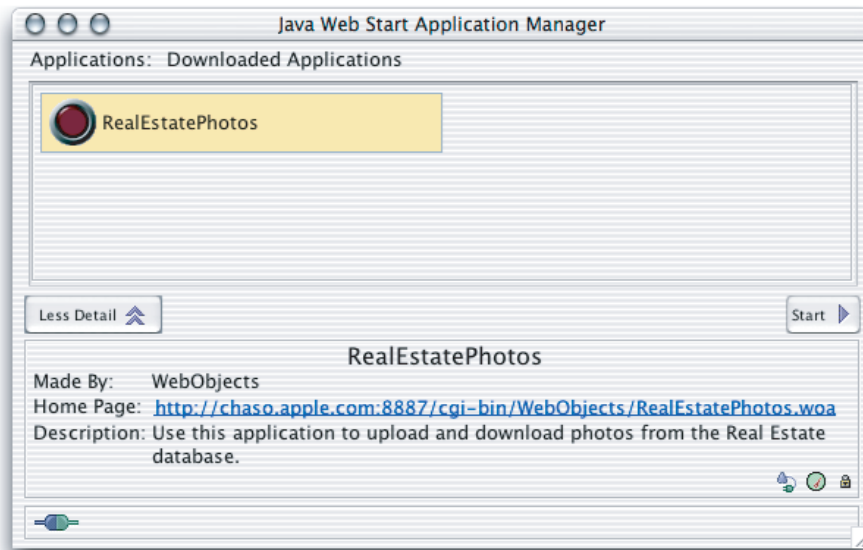 Java Web Start Application Manager
Applications: Downloaded Applications
RealEstatePhotos
Less Detail
Start
RealEstatePhotos
Made By: WebObjects
Home Page: http://chaso.apple.com:8887/cgi-bin/WebObjects/RealEstatePhotos.woa
Description: Use this application to upload and download photos from the Real Estate
database.